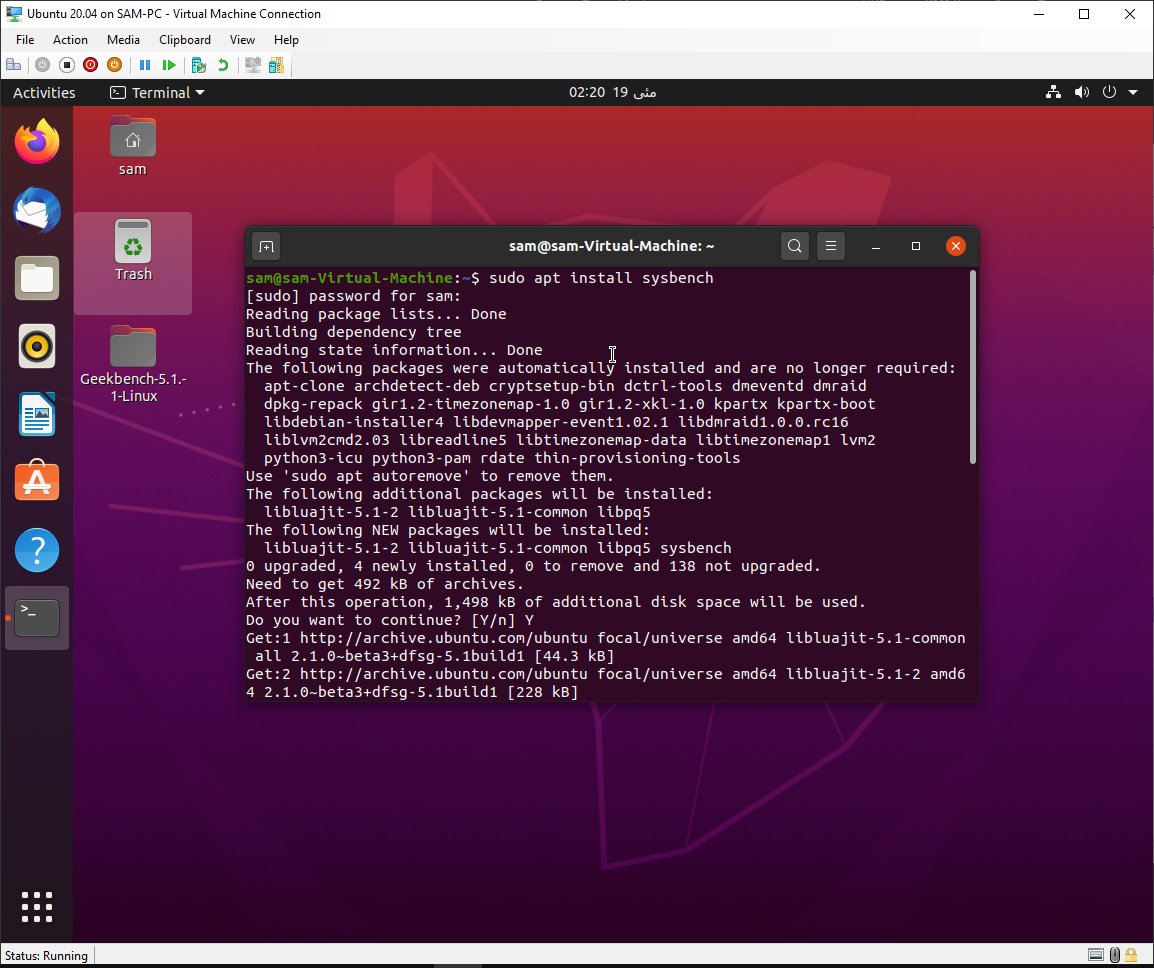 Ubuntu 20.04 on SAM-PC - Virtual Machine Connection
File Action Media Clipboard View Help
Activities
Terminal
02:20 19 مئی
sam
Trash
Geekbench-5.1.-
1-Linux
sam@sam-Virtual-Machine: ~
sam@sam-Virtual-Machine:~$ sudo apt install sysbench
[sudo] password for sam:
Reading package lists... Done
Building dependency tree
Reading state information... Done
The following packages were automatically installed and are no longer required:
apt-clone archdetect-deb cryptsetup-bin dctrl-tools dmeventd dmraid
dpkg-repack gir1.2-timezonemap-1.0 gir1.2-xkl-1.0 kpartx kpartx-boot
libdebian-installer4 libdevmapper-event1.02.1 libdmraid1.0.0.rc16
liblvm2cmd2.03 libreadline5 libtimezonemap-data libtimezonemap1 lvm2
python3-icu python3-pam rdate thin-provisioning-tools
Use 'sudo apt autoremove' to remove them.
The following additional packages will be installed:
libluajit-5.1-2 libluajit-5.1-common libpq5
The following NEW packages will be installed:
libluajit-5.1-2 libluajit-5.1-common libpq5 sysbench
0 upgraded, 4 newly installed, 0 to remove and 138 not upgraded.
Need to get 492 kB of archives.
After this operation, 1,498 kB of additional disk space will be used.
Do you want to continue? [Y/n] Y
Get:1 http://archive.ubuntu.com/ubuntu focal/universe amd64 libluajit-5.1-common
all 2.1.0~beta3+dfsg-5.1build1 [44.3 kB]
Get:2 http://archive.ubuntu.com/ubuntu focal/universe amd64 libluajit-5.1-2 amd6
4 2.1.0~beta3+dfsg-5.1build1 [228 kB]
Status: Running